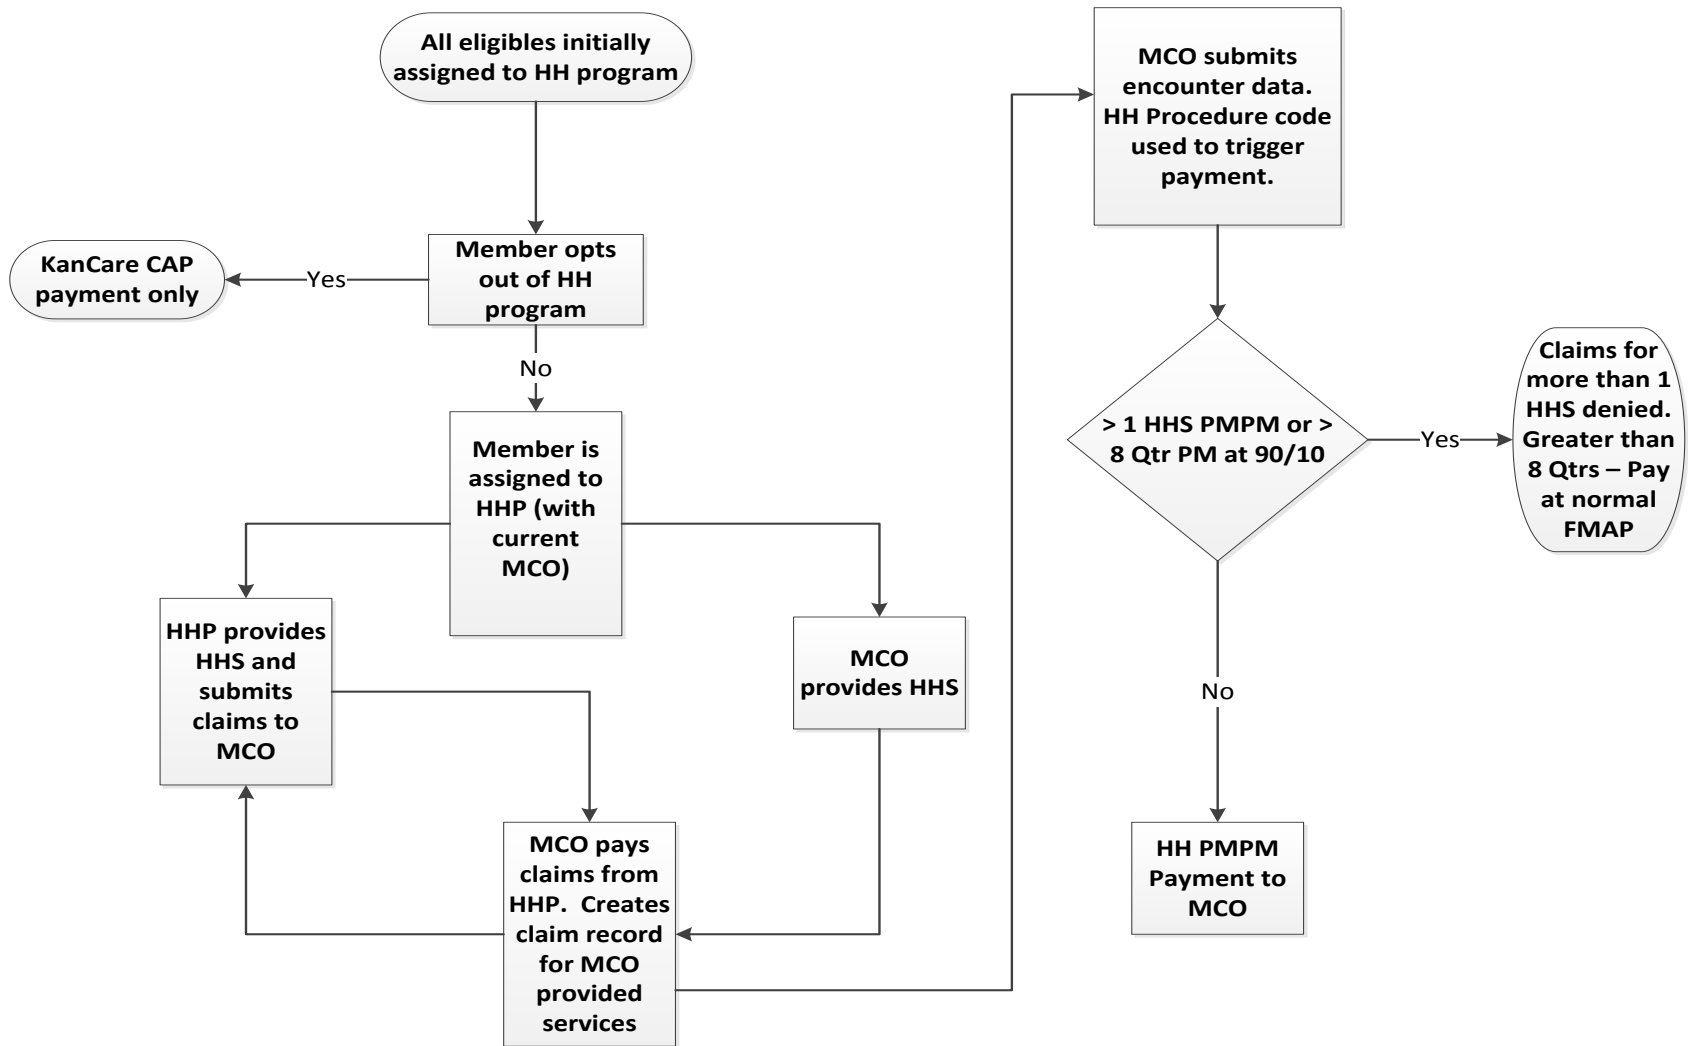 All eligibles initially
assigned to HH program
Member opts
out of HH
program
Yes
KanCare CAP
payment only
No
Member is
assigned to
HHP (with
current
MCO)
HHP provides
HHS and
submits
claims to
MCO
MCO
provides HHS
MCO pays
claims from
HHP.  Creates
claim record
for MCO
provided
services
MCO submits
encounter data.
HH Procedure code
used to trigger
payment.
> 1 HHS PMPM or >
8 Qtr PM at 90/10
Yes
Claims for
more than 1
HHS denied.
Greater than
8 Qtrs – Pay
at normal
FMAP
No
HH PMPM
Payment to
MCO